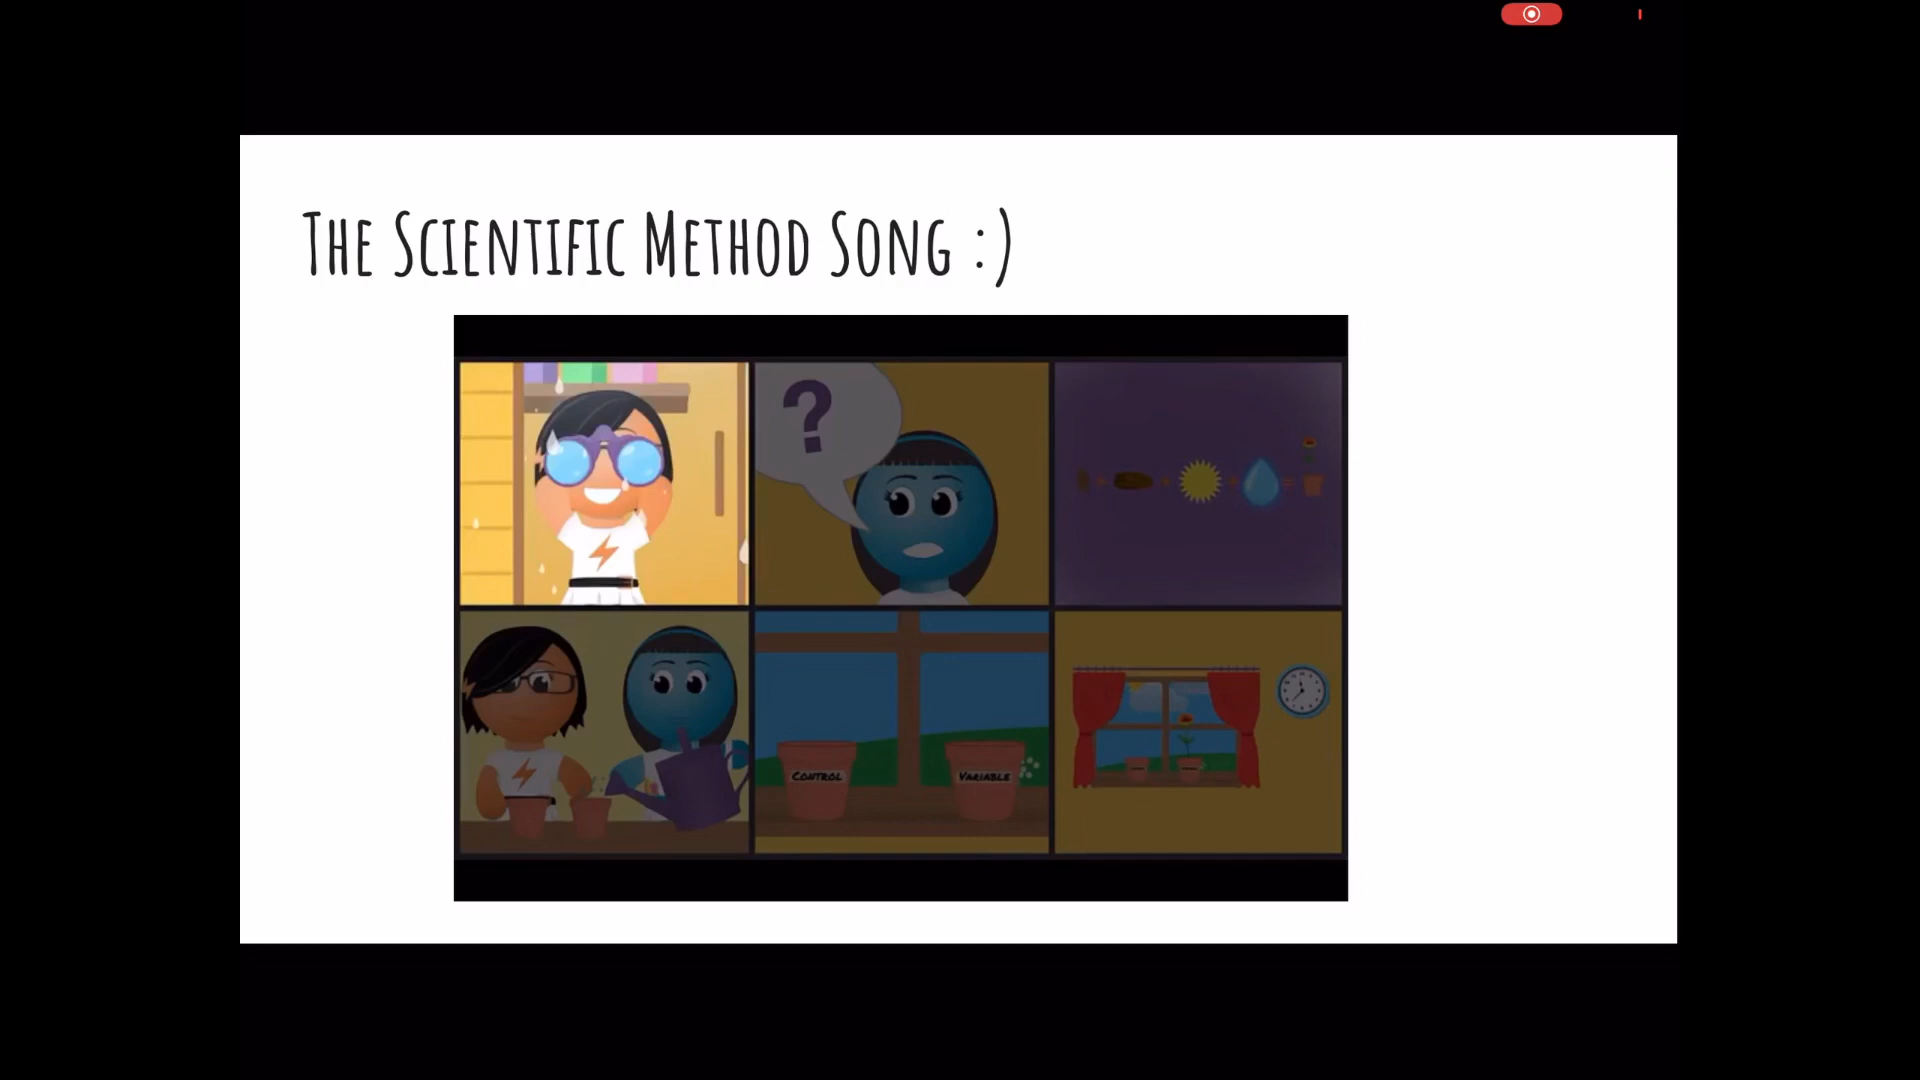 The Scientific Method Song :)
?
Control
Variable